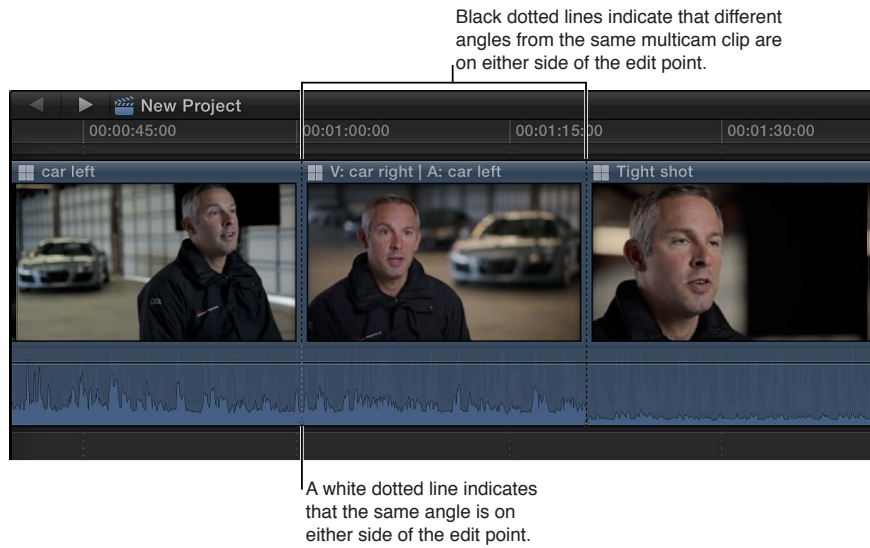 Black dotted lines indicate that different
angles from the same multicam clip are
on either side of the edit point.
New Project
00:00:45:00 00:01:00:00 00:01:15:00 00:01:30:00
car left V: car right | A: car left Tight shot
A white dotted line indicates
that the same angle is on
either side of the edit point.